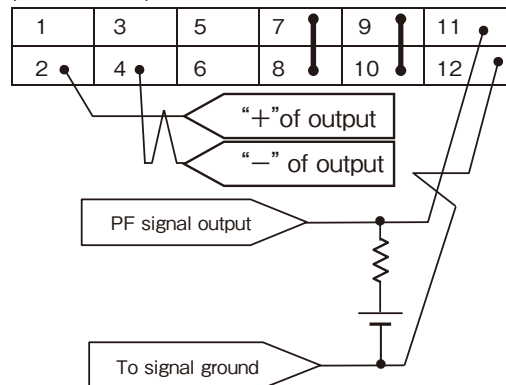 1 3 5 7 9 11
2 4 6 8 10 12
“+”of output
“−” of output
PF signal output
To signal ground